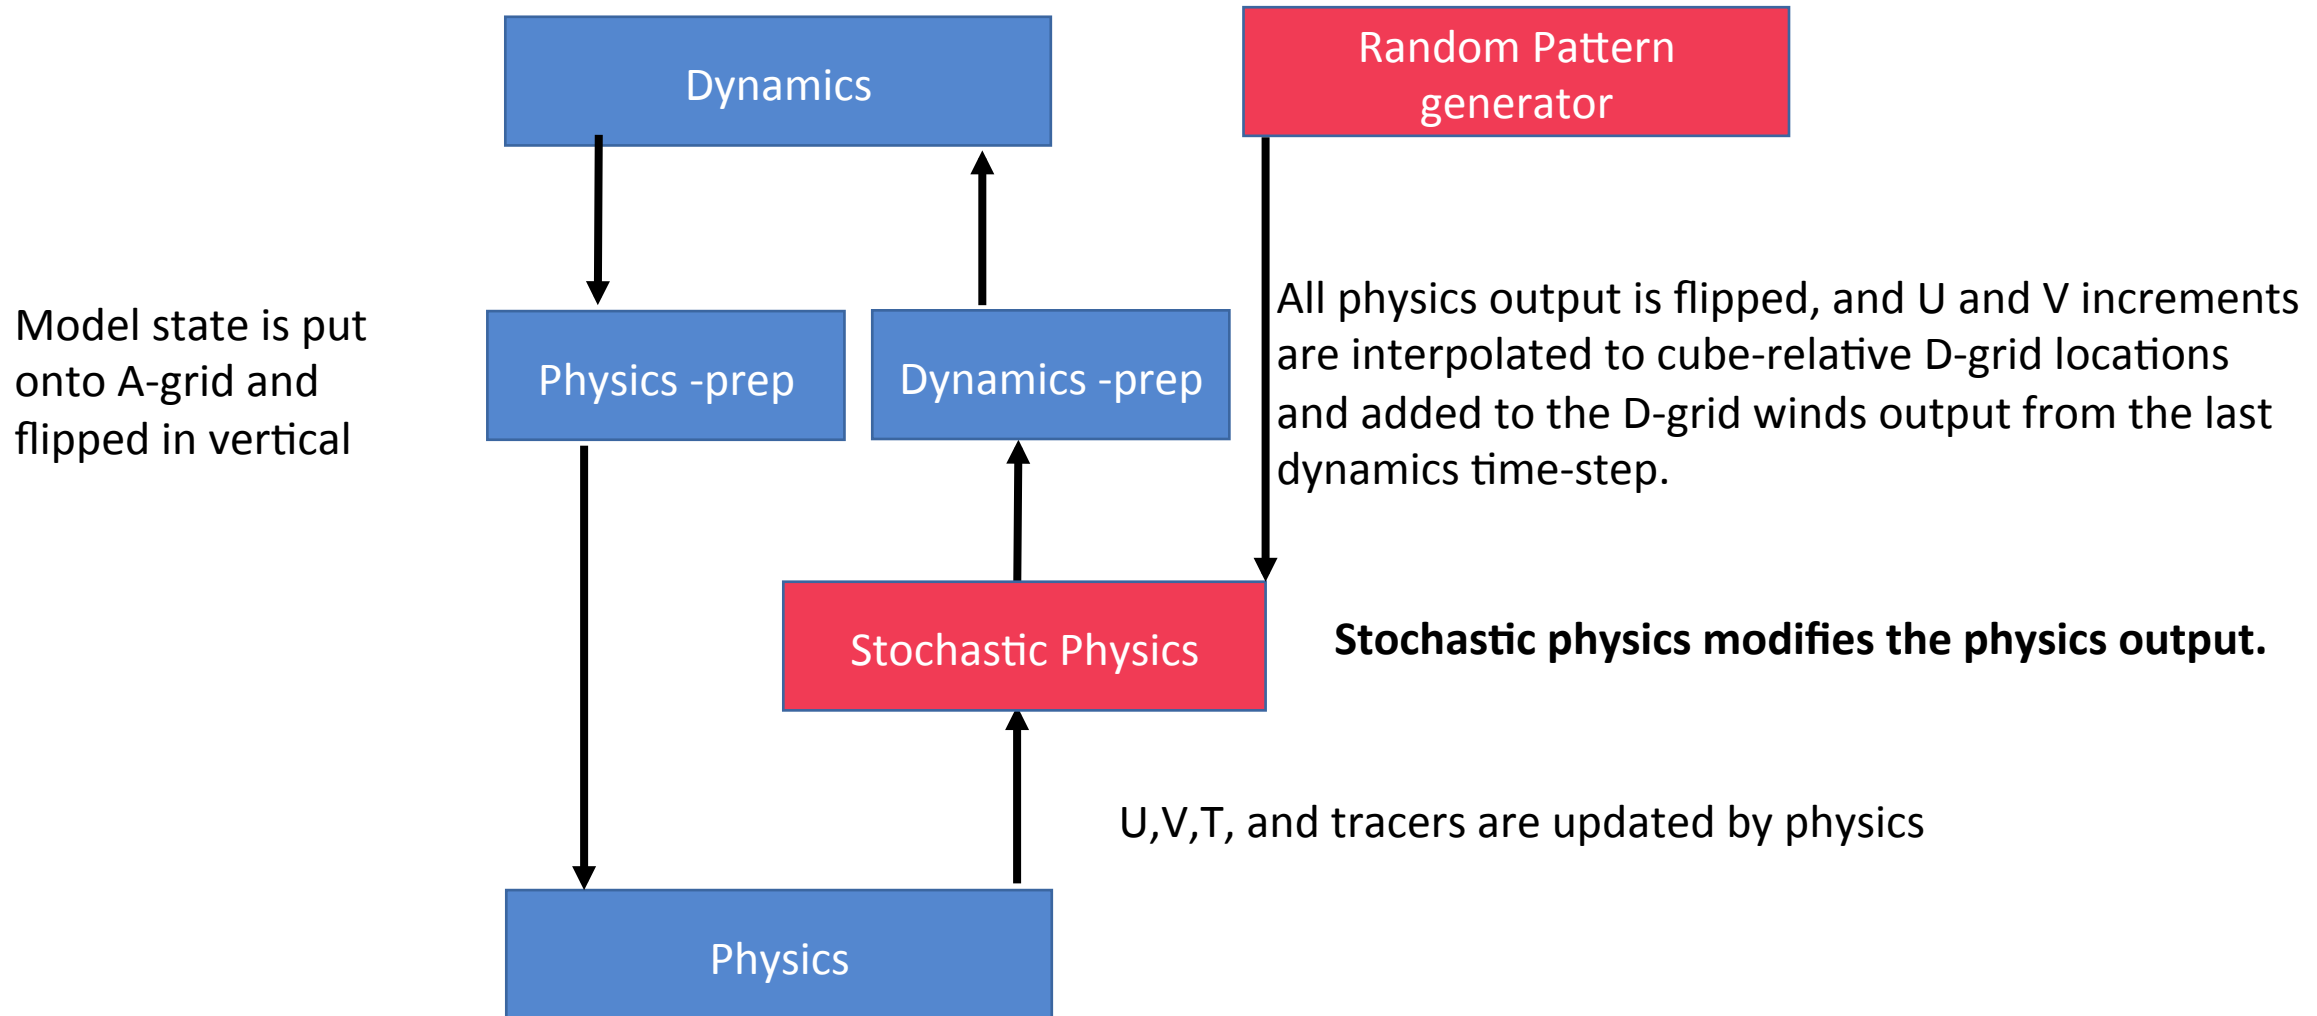 Dynamics
Random Pattern
generator
Model state is put
onto A-grid and
flipped in vertical
Physics -prep
Dynamics -prep
All physics output is flipped, and U and V increments
are interpolated to cube-relative D-grid locations
and added to the D-grid winds output from the last
dynamics time-step.
Stochastic Physics
Stochastic physics modifies the physics output.
U,V,T, and tracers are updated by physics
Physics